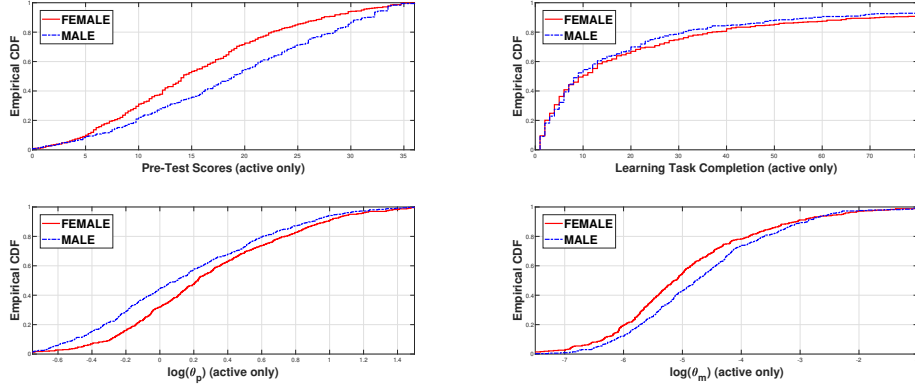 1
0.8
0.6
0.4
0.2
0
Empirical CDF
FEMALE
MALE
0 5 10 15 20 25 30 35
Pre-Test Scores (active only)
1
0.8
0.6
0.4
0.2
0
Empirical CDF
FEMALE
MALE
0 10 20 30 40 50 60 70 80
Learning Task Completion (active only)
1
0.8
0.6
0.4
0.2
0
Empirical CDF
FEMALE
MALE
-0.6 -0.4 -0.2 0 0.2 0.4 0.6 0.8 1 1.2 1.4
log(θp) (active only)
1
0.8
0.6
0.4
0.2
0
Empirical CDF
FEMALE
MALE
-7 -6 -5 -4 -3 -2 -1
log(θm) (active only)